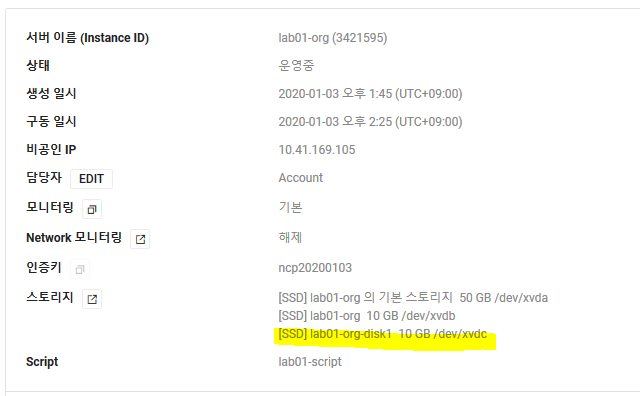 서버 이름 (Instance ID) lab01-org (3421595)
상태 운영중
생성 일시 2020-01-03 오후 1:45 (UTC+09:00)
구동 일시 2020-01-03 오후 2:25 (UTC+09:00)
비공인 IP 10.41.169.105
담당자 EDIT Account
모니터링 기본
Network 모니터링 해제
인증키 ncp20200103
스토리지 [SSD] lab01-org 의 기본 스토리지 50 GB /dev/xvda
[SSD] lab01-org 10 GB /dev/xvdb
[SSD] lab01-org-disk1 10 GB /dev/xvdc
Script lab01-script